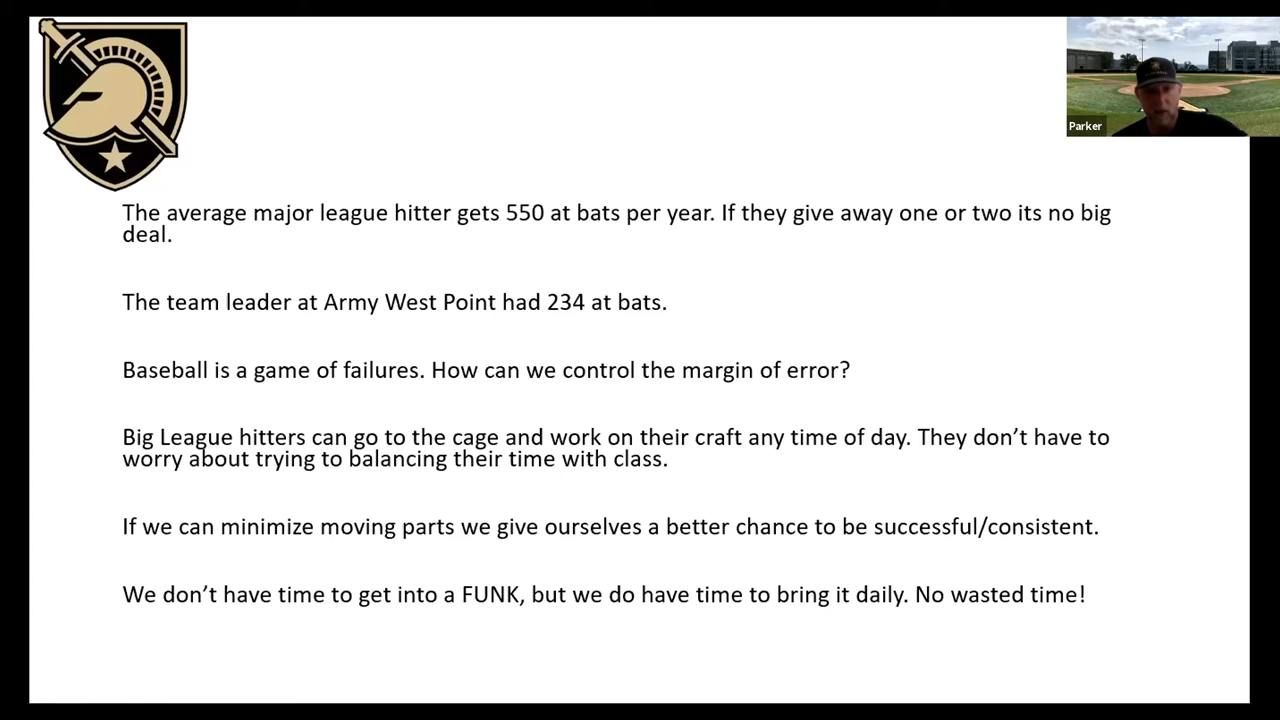 Parker
The average major league hitter gets 550 at bats per year. If they give away one or two its no big
deal.
The team leader at Army West Point had 234 at bats.
Baseball is a game of failures. How can we control the margin of error?
Big League hitters can go to the cage and work on their craft any time of day. They don’t have to
worry about trying to balancing their time with class.
If we can minimize moving parts we give ourselves a better chance to be successful/consistent.
We don’t have time to get into a FUNK, but we do have time to bring it daily. No wasted time!